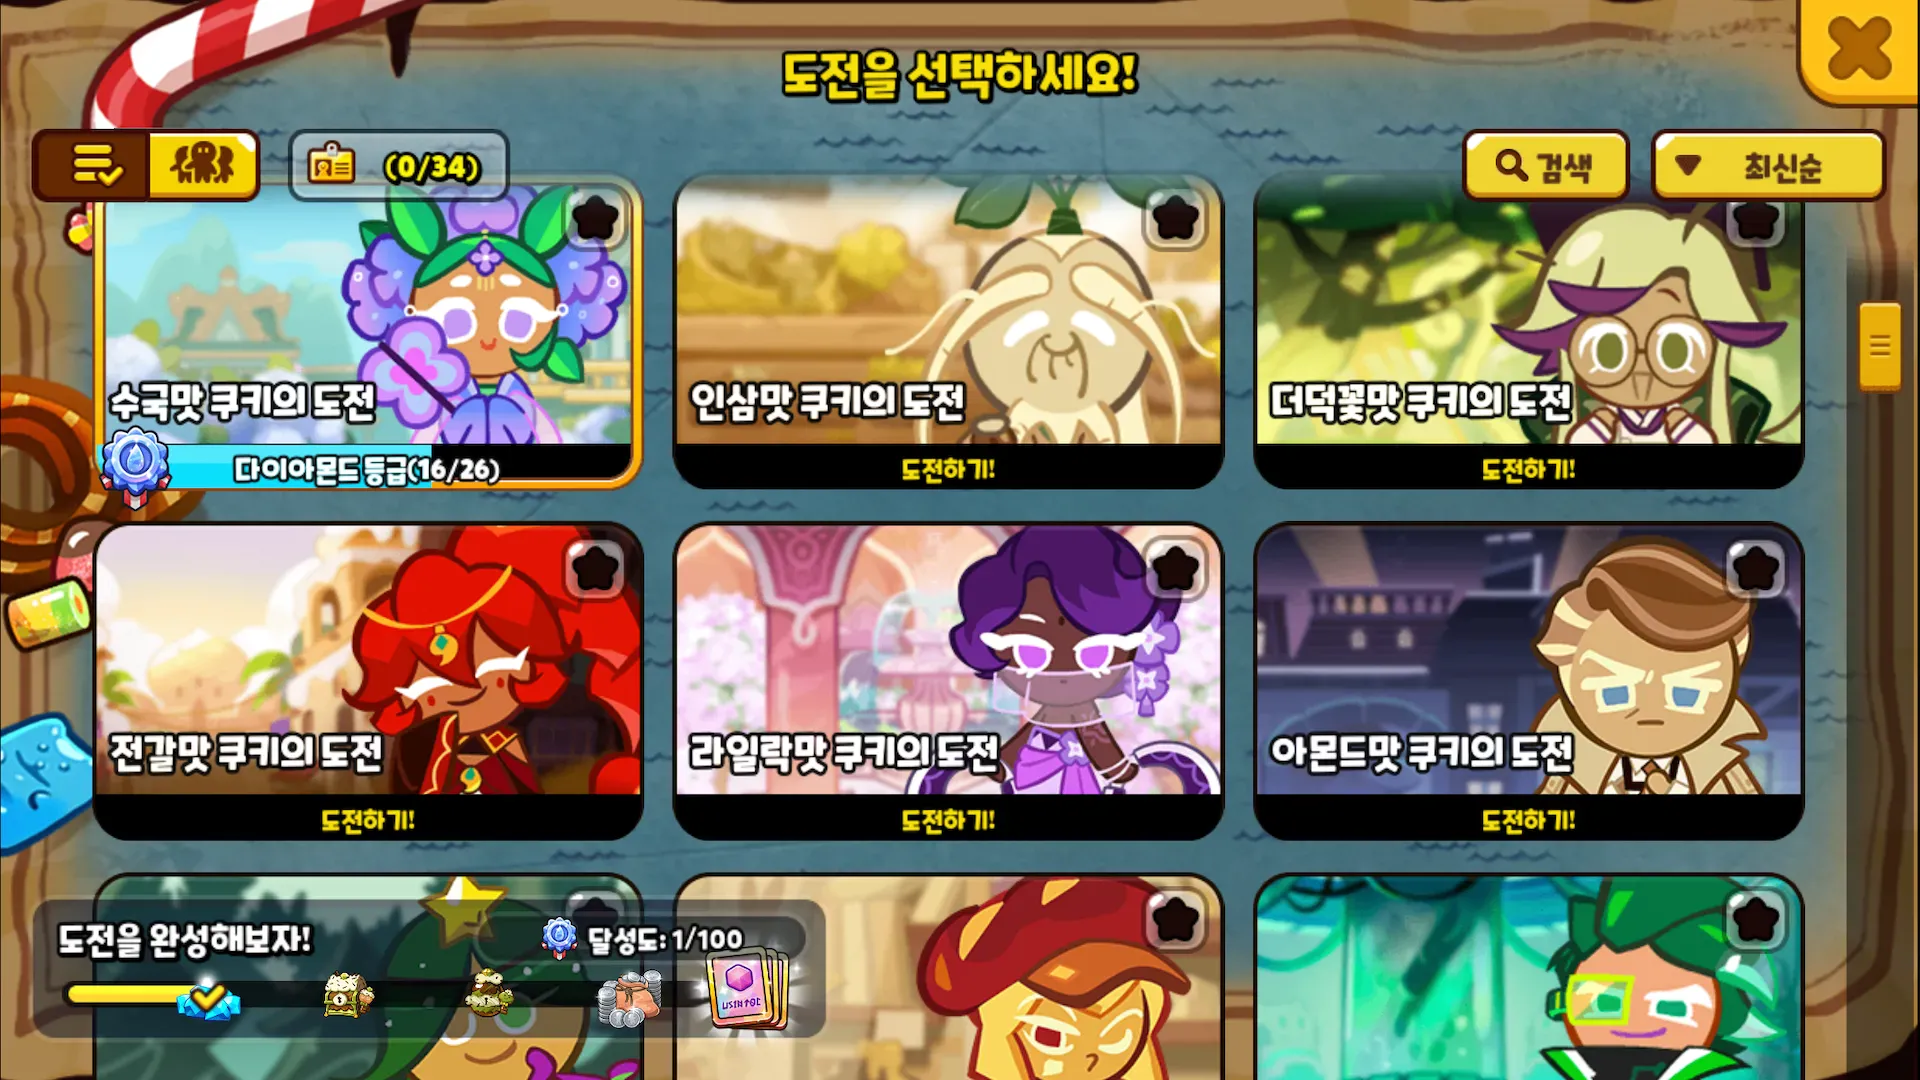 도전을 선택하세요!
(0/34)
검색
최신순
수국맛 쿠키의 도전
다이아몬드 등급(16/26)
인삼맛 쿠키의 도전
도전하기!
더덕꽃맛 쿠키의 도전
도전하기!
전갈맛 쿠키의 도전
도전하기!
라일락맛 쿠키의 도전
도전하기!
아몬드맛 쿠키의 도전
도전하기!
도전을 완성해보자!
달성도: 1/100